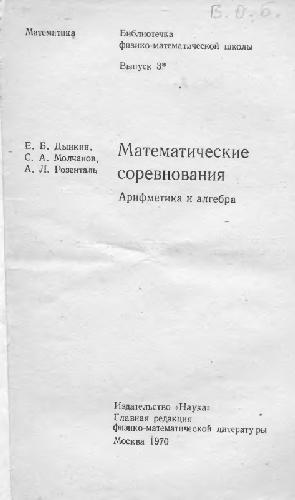 В. О. б.
Математика
Библиотечка
физико-математической школы
Выпуск 3*
Е. Б. Дынкин,
С. А. Молчанов,
А. Л. Розенталь
Математические
соревнования
Арифметика и алгебра
Издательство «Наука»
Главная редакция
физико-математической литературы
Москва 1970